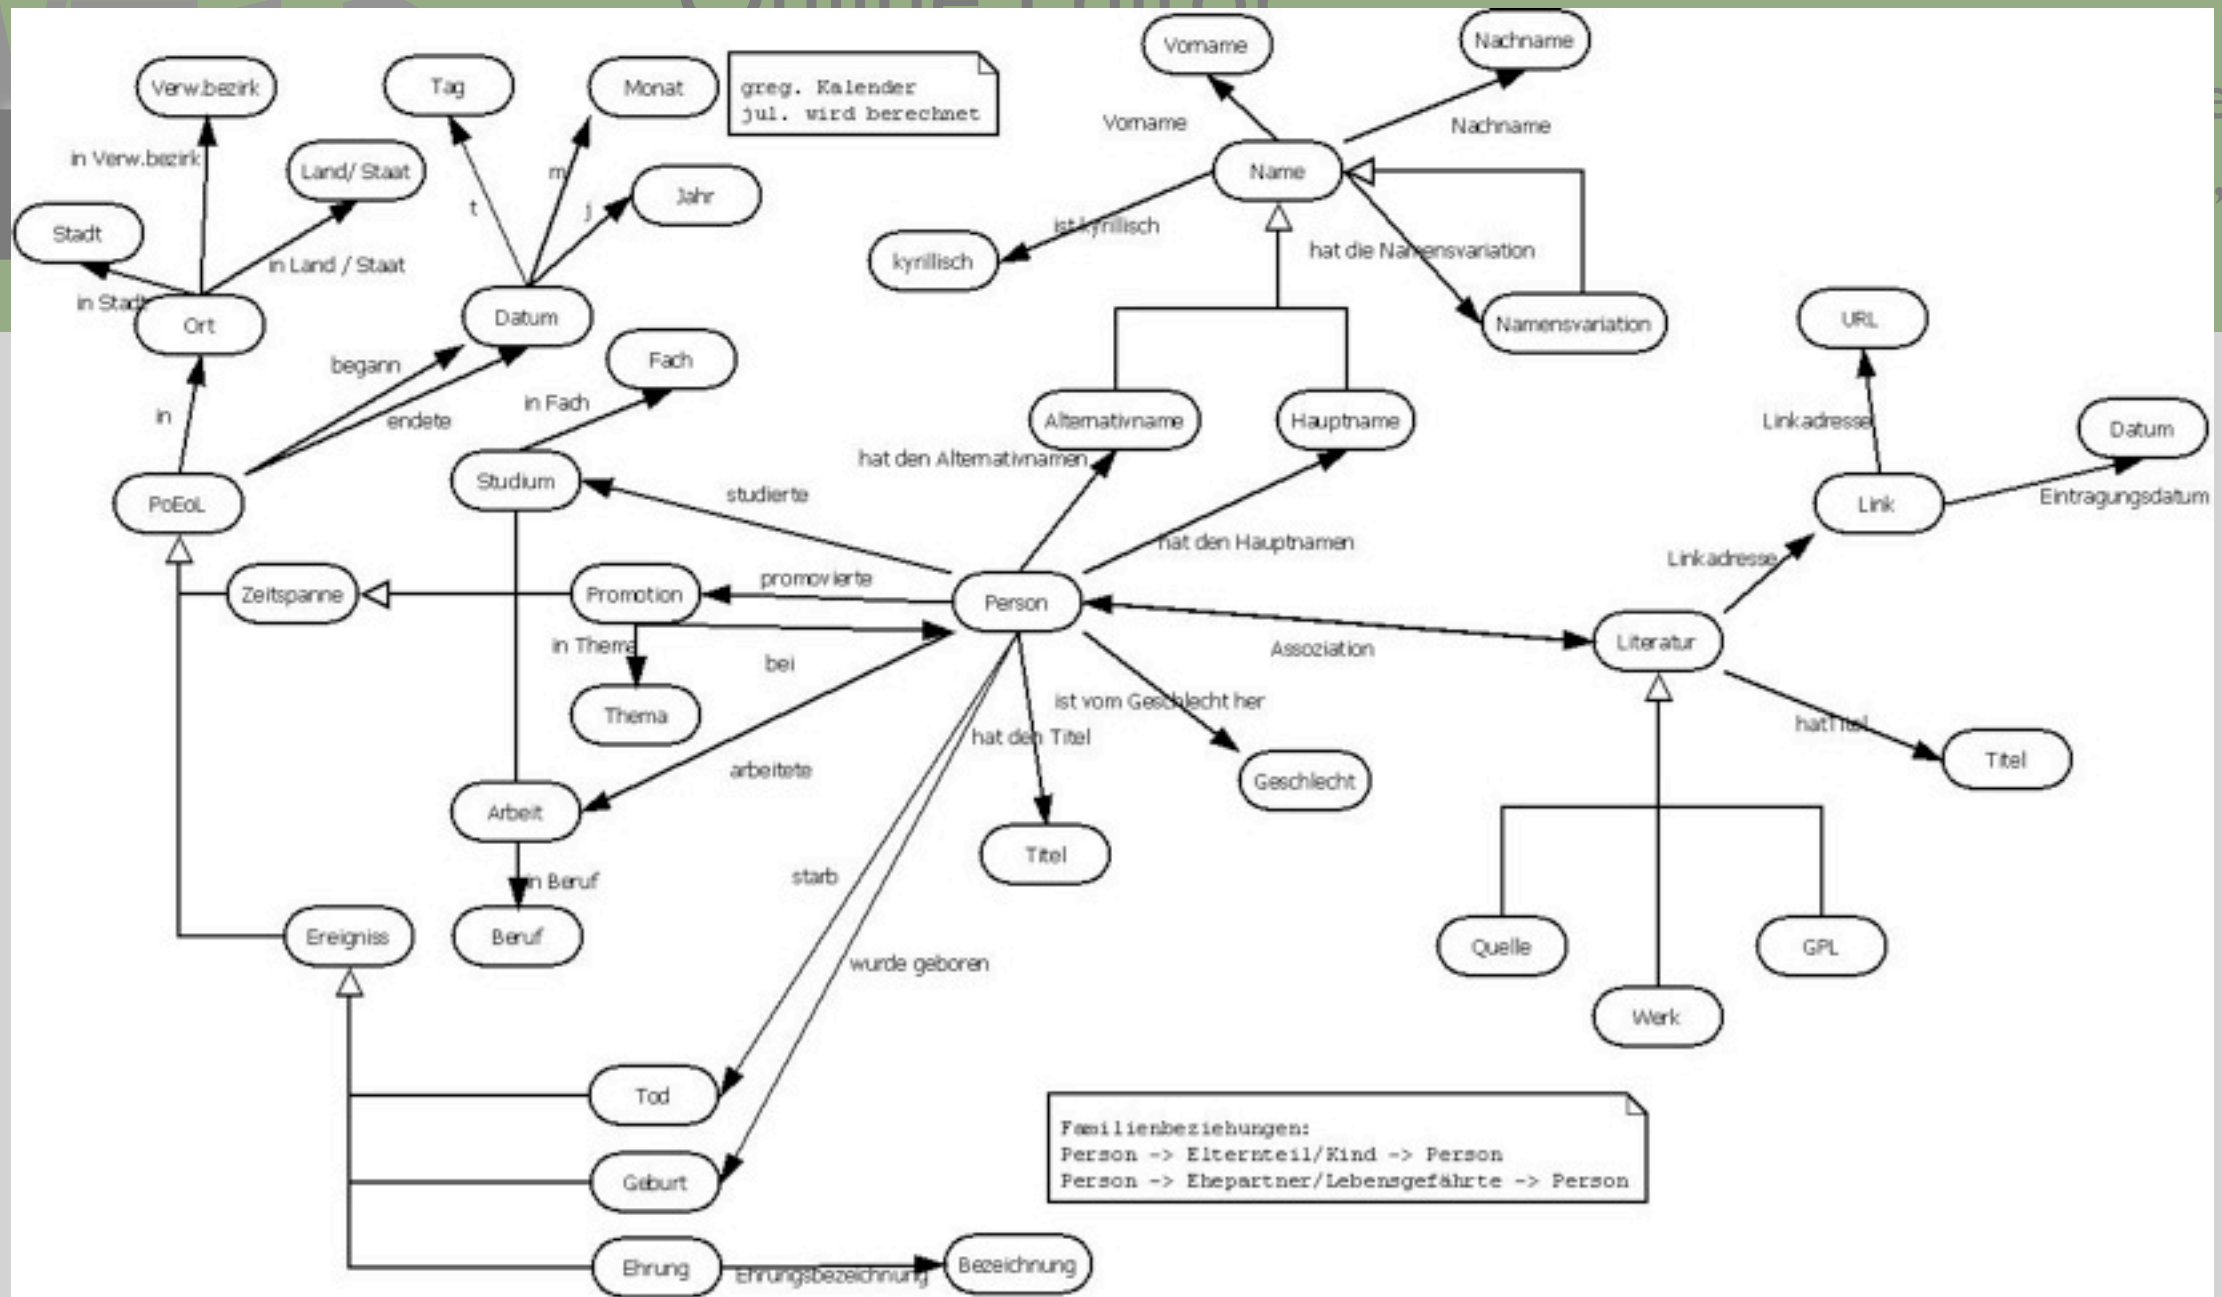 Vorname
Nachname
Verw.bezirk
Tag
Monat
greg. Kalender
jul. wird berechnet
Vorname
Nachname
in Verw.bezirk
Land/ Staat
m
Name
Jahr
t
j
Stadt
ist kyrillisch
hat die Namensvariation
in Land / Staat
kyrillisch
in Stadt
Ort
Datum
Namensvariation
URL
begann
Fach
in
endete
in Fach
Alternativname
Hauptname
Linkadresse
Datum
hat den Alternativnamen
Studium
studierte
PoEoL
Link
Eintragungsdatum
hat den Hauptnamen
Linkadresse
Zeitspanne
Promotion
promovierte
Person
in Thema
bei
Assoziation
Literatur
Thema
ist vom Geschlecht her
hat den Titel
hatTitel
arbeitete
Geschlecht
Titel
Arbeit
Titel
starb
in Beruf
Ereigniss
Beruf
Quelle
GPL
wurde geboren
Werk
Tod
Familienbeziehungen:
Person -> Elternteil/Kind -> Person
Person -> Ehepartner/Lebensgefährte -> Person
Geburt
Ehrung
Ehrungsbezeichnung
Bezeichnung